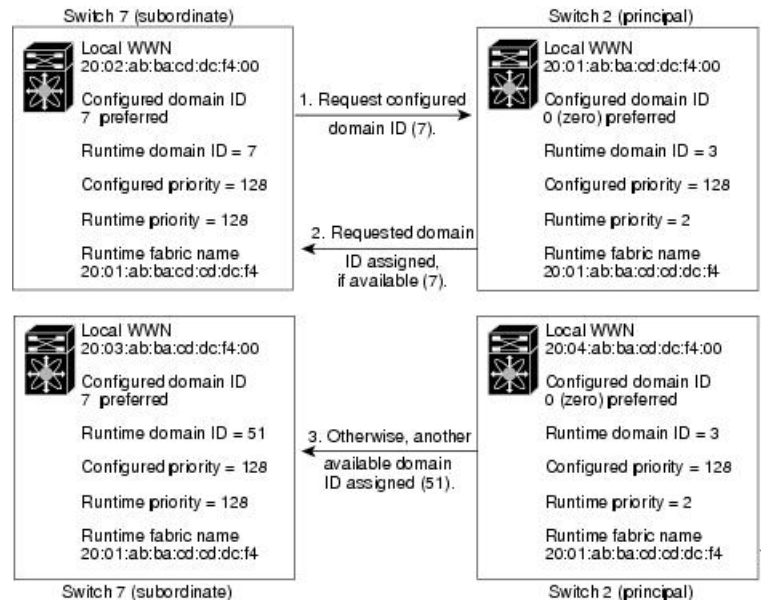 Switch 7 (subordinate)
Local WWN
20:02:ab:ba:cd:dc:f4:00
Configured domain ID
7 preferred
Runtime domain ID = 7
Configured priority = 128
Runtime priority = 128
Runtime fabric name
20:01:ab:ba:cd:cd:dc:f4
1. Request configured
domain ID (7).
2. Requested domain
ID assigned,
if available (7).
Switch 2 (principal)
Local WWN
20:01:ab:ba:cd:dc:f4:00
Configured domain ID
0 (zero) preferred
Runtime domain ID = 3
Configured priority = 128
Runtime priority = 2
Runtime fabric name
20:01:ab:ba:cd:cd:dc:f4
Local WWN
20:03:ab:ba:cd:dc:f4:00
Configured domain ID
7 preferred
Runtime domain ID = 51
Configured priority = 128
Runtime priority = 128
Runtime fabric name
20:01:ab:ba:cd:cd:dc:f4
Switch 7 (subordinate)
3. Otherwise, another
available domain
ID assigned (51).
Local WWN
20:04:ab:ba:cd:dc:f4:00
Configured domain ID
0 (zero) preferred
Runtime domain ID = 3
Configured priority = 128
Runtime priority = 2
Runtime fabric name
20:01:ab:ba:cd:cd:dc:f4
Switch 2 (principal)